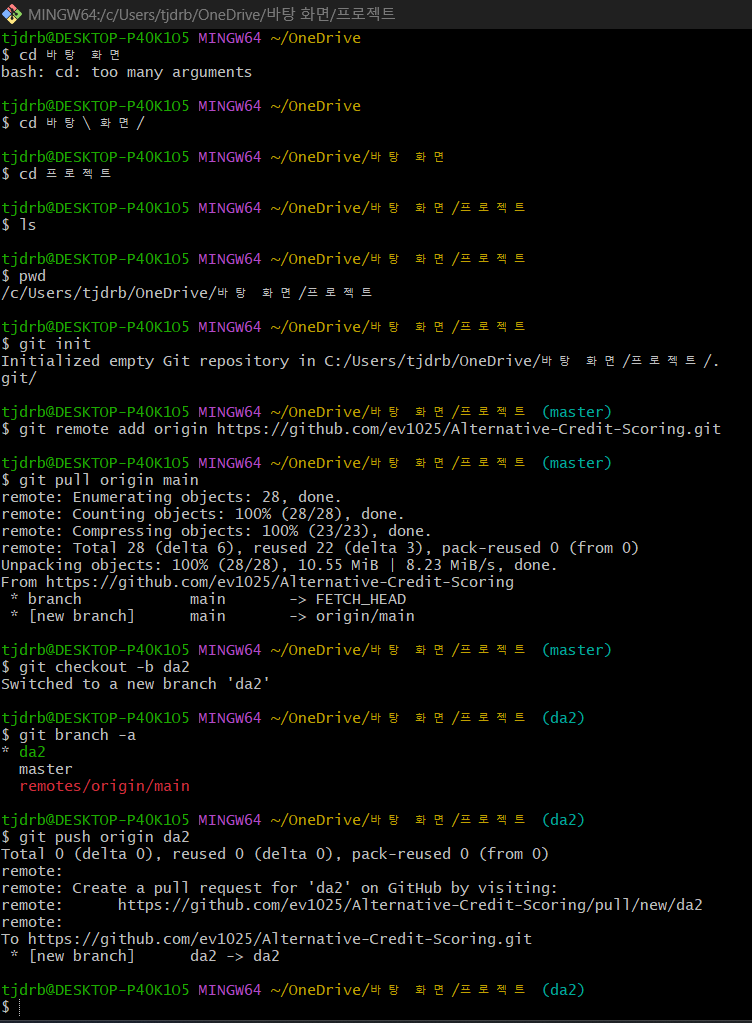 MINGW64:/c/Users/tjdrb/OneDrive/바탕 화면/프로젝트
tjdrb@DESKTOP-P40K1O5 MINGW64 ~/OneDrive
$ cd 바탕 화면
bash: cd: too many arguments
tjdrb@DESKTOP-P40K1O5 MINGW64 ~/OneDrive
$ cd 바탕\ 화면/
tjdrb@DESKTOP-P40K1O5 MINGW64 ~/OneDrive/바탕 화면
$ cd 프로젝트
tjdrb@DESKTOP-P40K1O5 MINGW64 ~/OneDrive/바탕 화면/프로젝트
$ ls
tjdrb@DESKTOP-P40K1O5 MINGW64 ~/OneDrive/바탕 화면/프로젝트
$ pwd
/c/Users/tjdrb/OneDrive/바탕 화면/프로젝트
tjdrb@DESKTOP-P40K1O5 MINGW64 ~/OneDrive/바탕 화면/프로젝트
$ git init
Initialized empty Git repository in C:/Users/tjdrb/OneDrive/바탕 화면/프로젝트/.
git/
tjdrb@DESKTOP-P40K1O5 MINGW64 ~/OneDrive/바탕 화면/프로젝트 (master)
$ git remote add origin https://github.com/ev1025/Alternative-Credit-Scoring.git
tjdrb@DESKTOP-P40K1O5 MINGW64 ~/OneDrive/바탕 화면/프로젝트 (master)
$ git pull origin main
remote: Enumerating objects: 28, done.
remote: Counting objects: 100% (28/28), done.
remote: Compressing objects: 100% (23/23), done.
remote: Total 28 (delta 6), reused 22 (delta 3), pack-reused 0 (from 0)
Unpacking objects: 100% (28/28), 10.55 MiB | 8.23 MiB/s, done.
From https://github.com/ev1025/Alternative-Credit-Scoring
 * branch            main       -> FETCH_HEAD
 * [new branch]      main       -> origin/main
tjdrb@DESKTOP-P40K1O5 MINGW64 ~/OneDrive/바탕 화면/프로젝트 (master)
$ git checkout -b da2
Switched to a new branch 'da2'
tjdrb@DESKTOP-P40K1O5 MINGW64 ~/OneDrive/바탕 화면/프로젝트 (da2)
$ git branch -a
* da2
  master
  remotes/origin/main
tjdrb@DESKTOP-P40K1O5 MINGW64 ~/OneDrive/바탕 화면/프로젝트 (da2)
$ git push origin da2
Total 0 (delta 0), reused 0 (delta 0), pack-reused 0 (from 0)
remote:
remote: Create a pull request for 'da2' on GitHub by visiting:
remote:      https://github.com/ev1025/Alternative-Credit-Scoring/pull/new/da2
remote:
To https://github.com/ev1025/Alternative-Credit-Scoring.git
 * [new branch]      da2 -> da2
tjdrb@DESKTOP-P40K1O5 MINGW64 ~/OneDrive/바탕 화면/프로젝트 (da2)
$